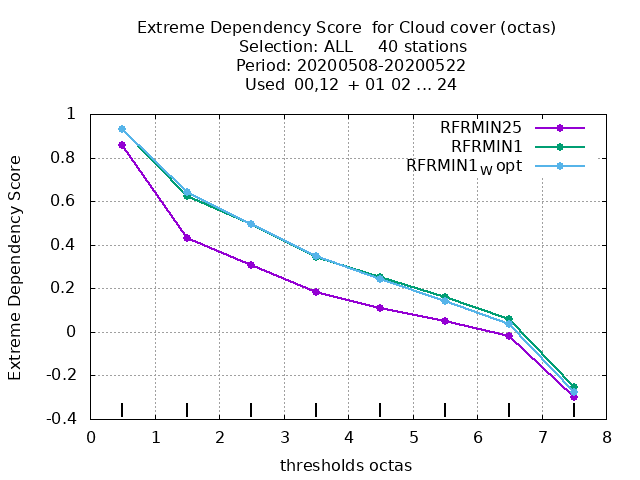 Extreme Dependency Score  for Cloud cover (octas)
Selection: ALL     40 stations
Period: 20200508-20200522
Used  00,12  + 01 02 ... 24
RFRMIN25
RFRMIN1
RFRMIN1w opt
Extreme Dependency Score
1
0.8
0.6
0.4
0.2
0
-0.2
-0.4
0 1 2 3 4 5 6 7 8
thresholds octas